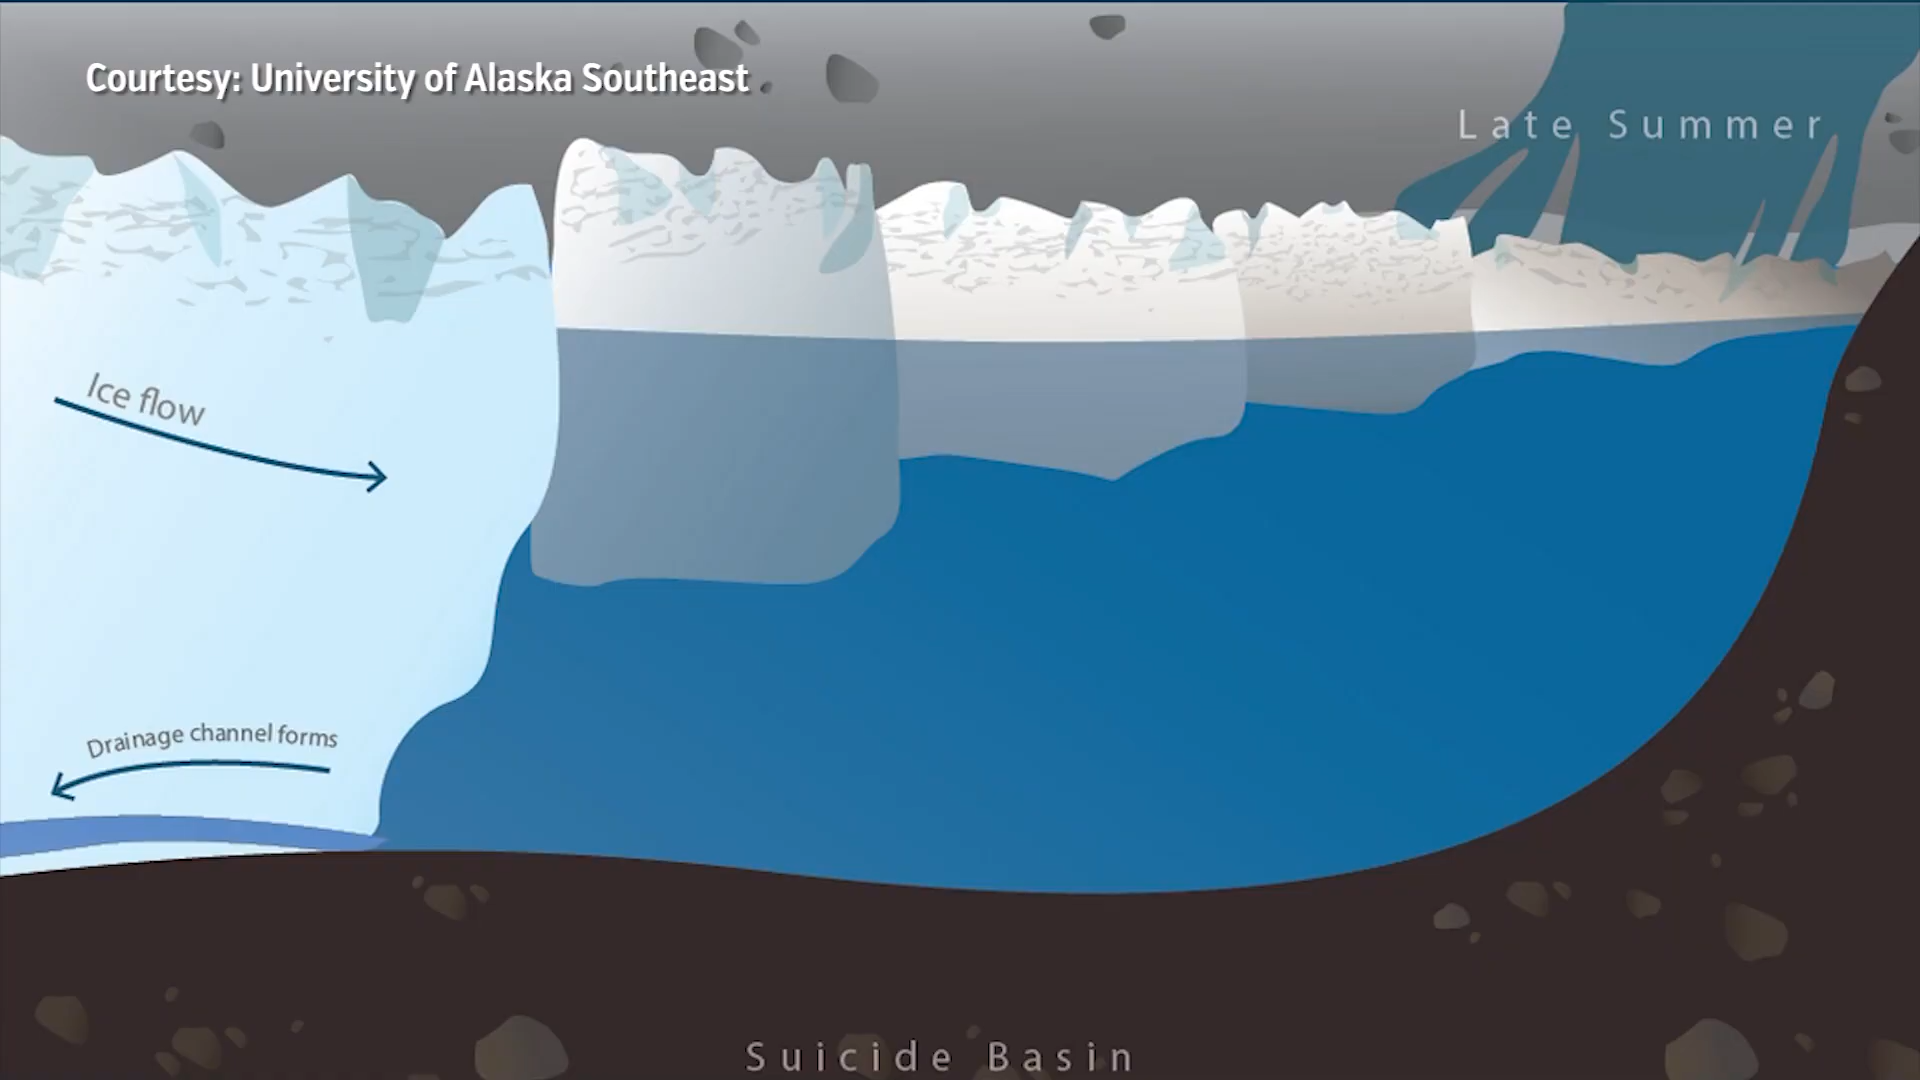 Courtesy: University of Alaska Southeast
Late Summer
Ice flow
Drainage channel forms
Suicide Basin